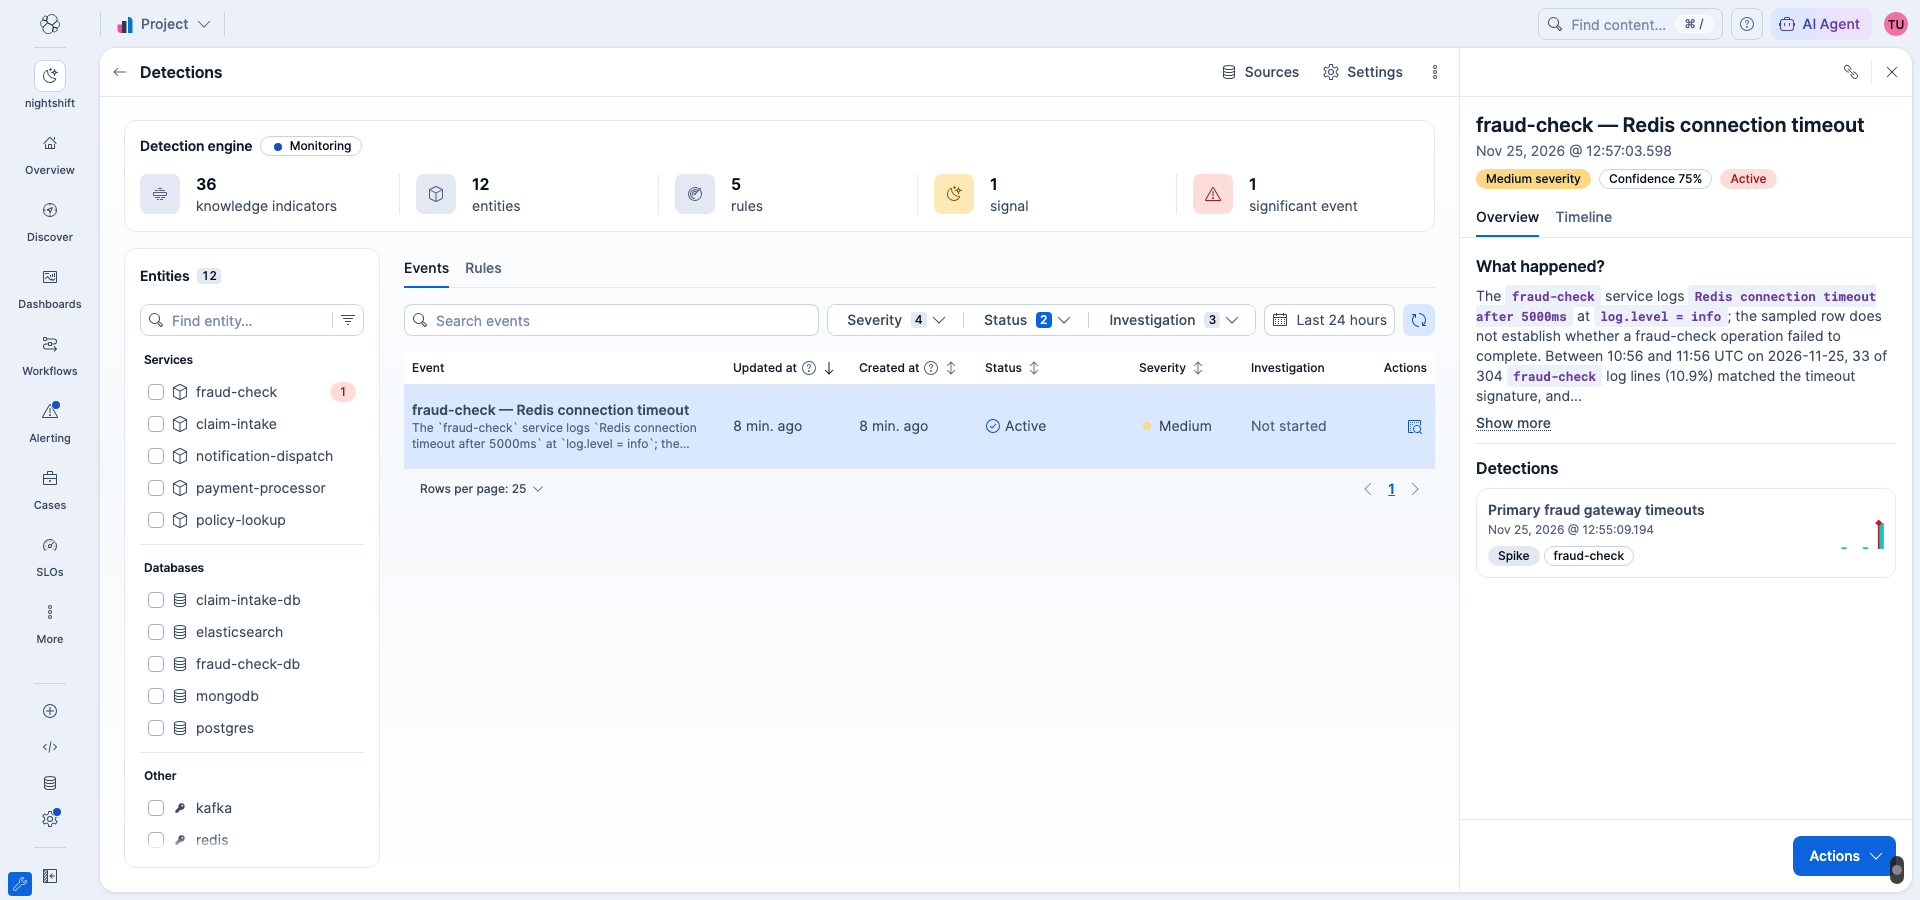 Project
Find content...
⌘ /
AI Agent
TU
nightshift
Overview
Discover
Dashboards
Workflows
Alerting
Cases
SLOs
More
Detections
Sources
Settings
Detection engine
Monitoring
36
knowledge indicators
12
entities
5
rules
1
signal
1
significant event
Entities 12
Find entity...
Services
fraud-check
1
claim-intake
notification-dispatch
payment-processor
policy-lookup
Databases
claim-intake-db
elasticsearch
fraud-check-db
mongodb
postgres
Other
kafka
redis
Events
Rules
Search events
Severity 4
Status 2
Investigation 3
Last 24 hours
Event
Updated at
Created at
Status
Severity
Investigation
Actions
fraud-check — Redis connection timeout
The `fraud-check` service logs `Redis connection
timeout after 5000ms` at `log.level = info`; the...
8 min. ago
8 min. ago
Active
Medium
Not started
Rows per page: 25
1
fraud-check — Redis connection timeout
Nov 25, 2026 @ 12:57:03.598
Medium severity
Confidence 75%
Active
Overview
Timeline
What happened?
The fraud-check service logs Redis connection timeout
after 5000ms at log.level = info ; the sampled row does
not establish whether a fraud-check operation failed to
complete. Between 10:56 and 11:56 UTC on 2026-11-25, 33 of
304 fraud-check log lines (10.9%) matched the timeout
signature, and...
Show more
Detections
Primary fraud gateway timeouts
Nov 25, 2026 @ 12:55:09.194
Spike
fraud-check
Actions